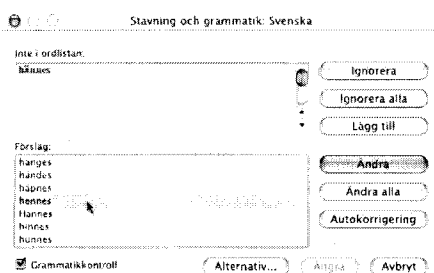 Stavning och grammatik: Svenska
Inte i ordlistan:
hännes
Ignorera
Ignorera alla
Lägg till
Förslag:
hanges
handes
hapnes
hennes
Hannes
hinnes
hunnes
Ändra
Ändra alla
Autokorrigering
Grammatikkontroll
Alternativ...
Ångra
Avbryt